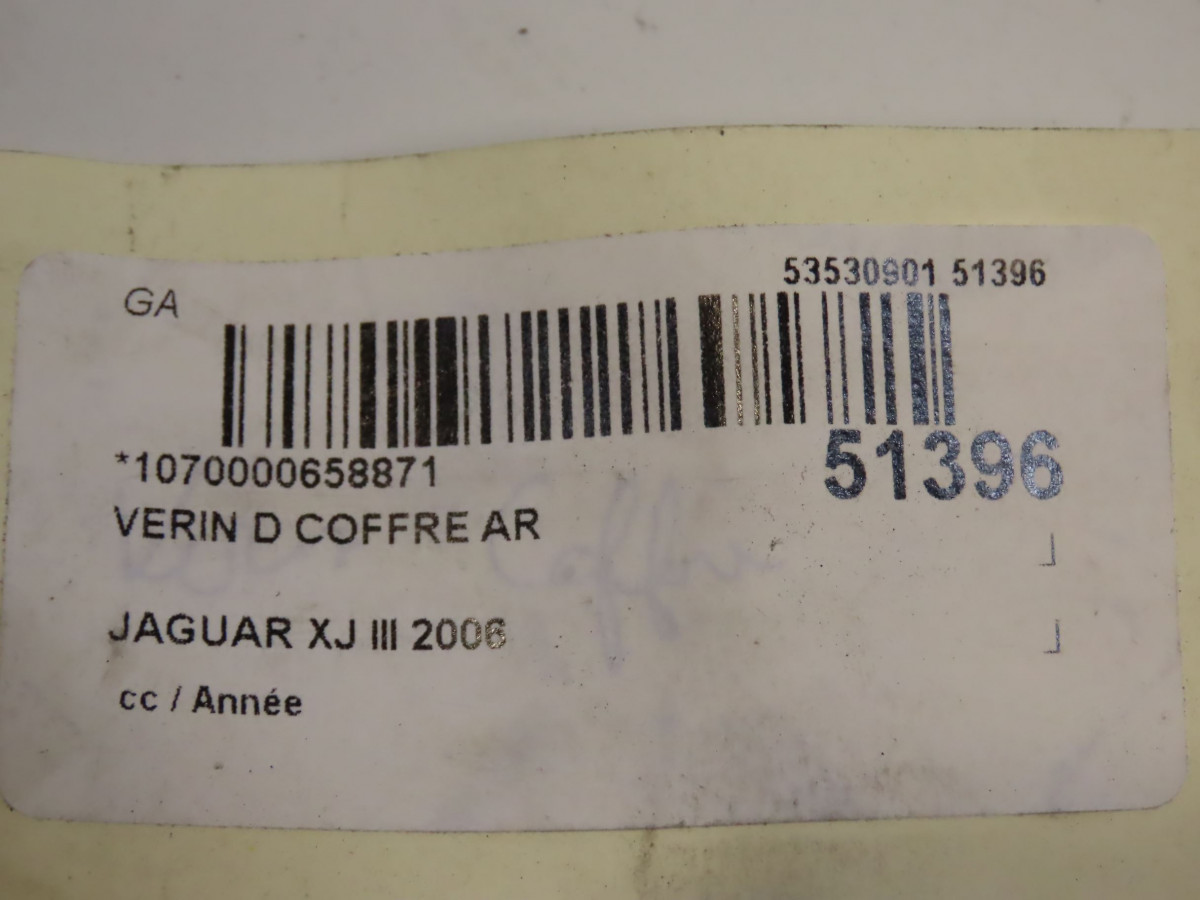 53530901 51396
GA
51396
*1070000658871
VERIN D COFFRE AR
JAGUAR XJ III 2006
cc / Année